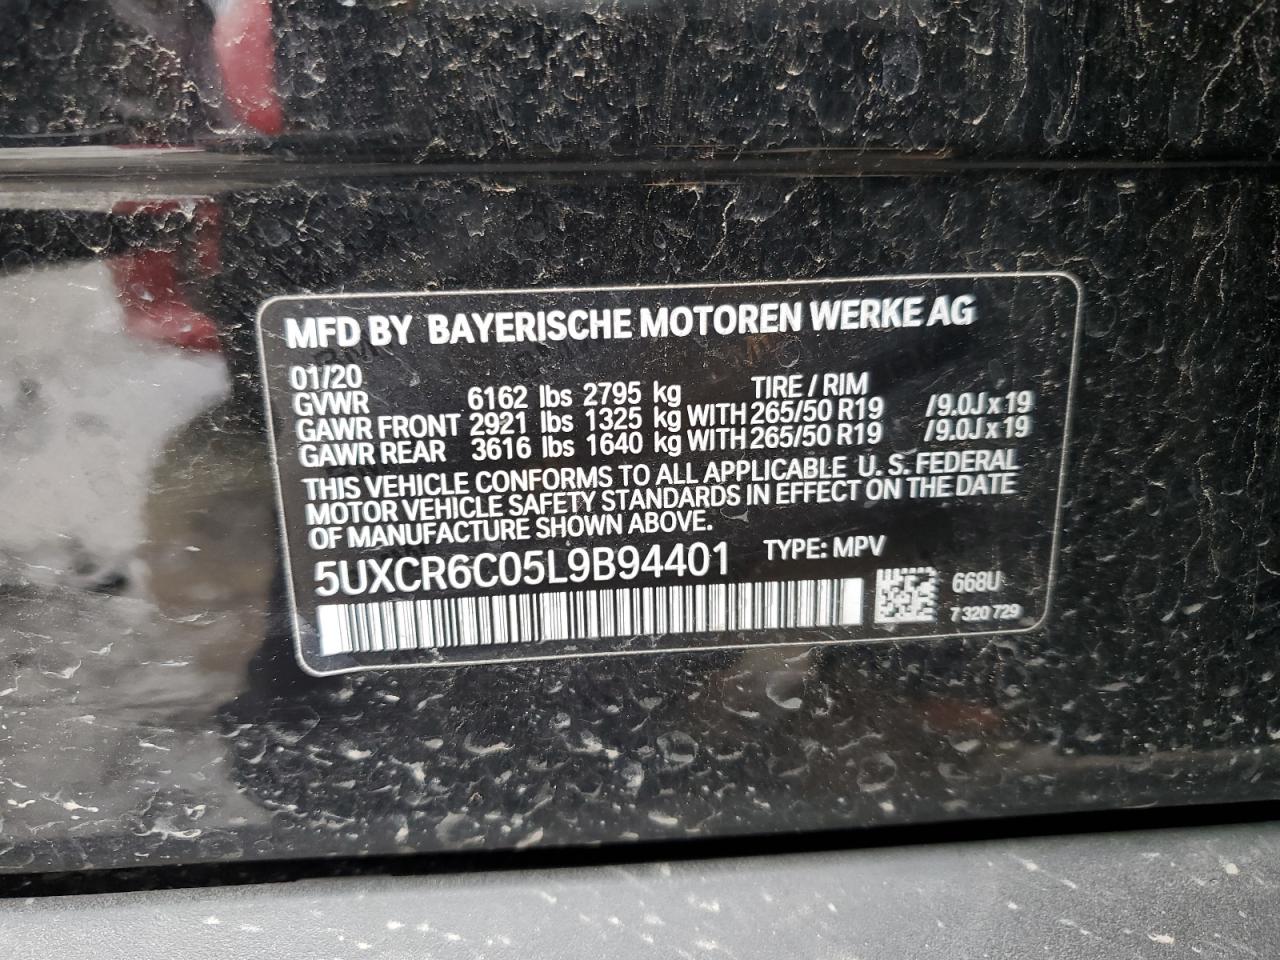 MFD BY BAYERISCHE MOTOREN WERKE AG
01/20
GVWR 6162 lbs 2795 kg TIRE / RIM
GAWR FRONT 2921 lbs 1325 kg WITH 265/50 R19 /9.0J x 19
GAWR REAR 3616 lbs 1640 kg WITH 265/50 R19 /9.0J x 19
THIS VEHICLE CONFORMS TO ALL APPLICABLE U. S. FEDERAL
MOTOR VEHICLE SAFETY STANDARDS IN EFFECT ON THE DATE
OF MANUFACTURE SHOWN ABOVE.
5UXCR6C05L9B94401 TYPE: MPV
668U
7 320 729